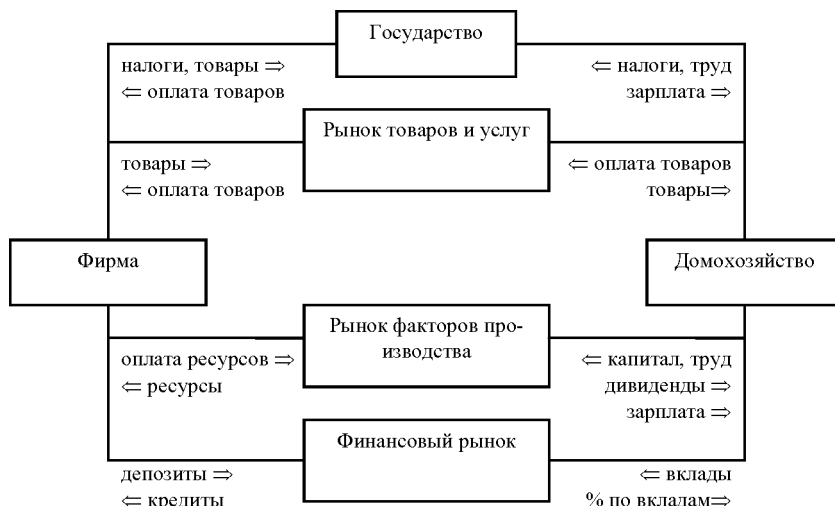 Государство
налоги, товары ⇒
⇐ налоги, труд
⇐ оплата товаров
зарплата ⇒
Рынок товаров и услуг
товары ⇒
⇐ оплата товаров
⇐ оплата товаров
товары⇒
Фирма
Домохозяйство
Рынок факторов про-
изводства
оплата ресурсов ⇒
⇐ капитал, труд
⇐ ресурсы
дивиденды ⇒
зарплата ⇒
Финансовый рынок
депозиты ⇒
⇐ вклады
⇐ кредиты
% по вкладам⇒